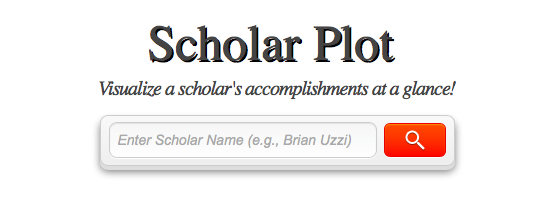 Scholar Plot
Visualize a scholar's accomplishments at a glance!
Enter Scholar Name (e.g., Brian Uzzi)